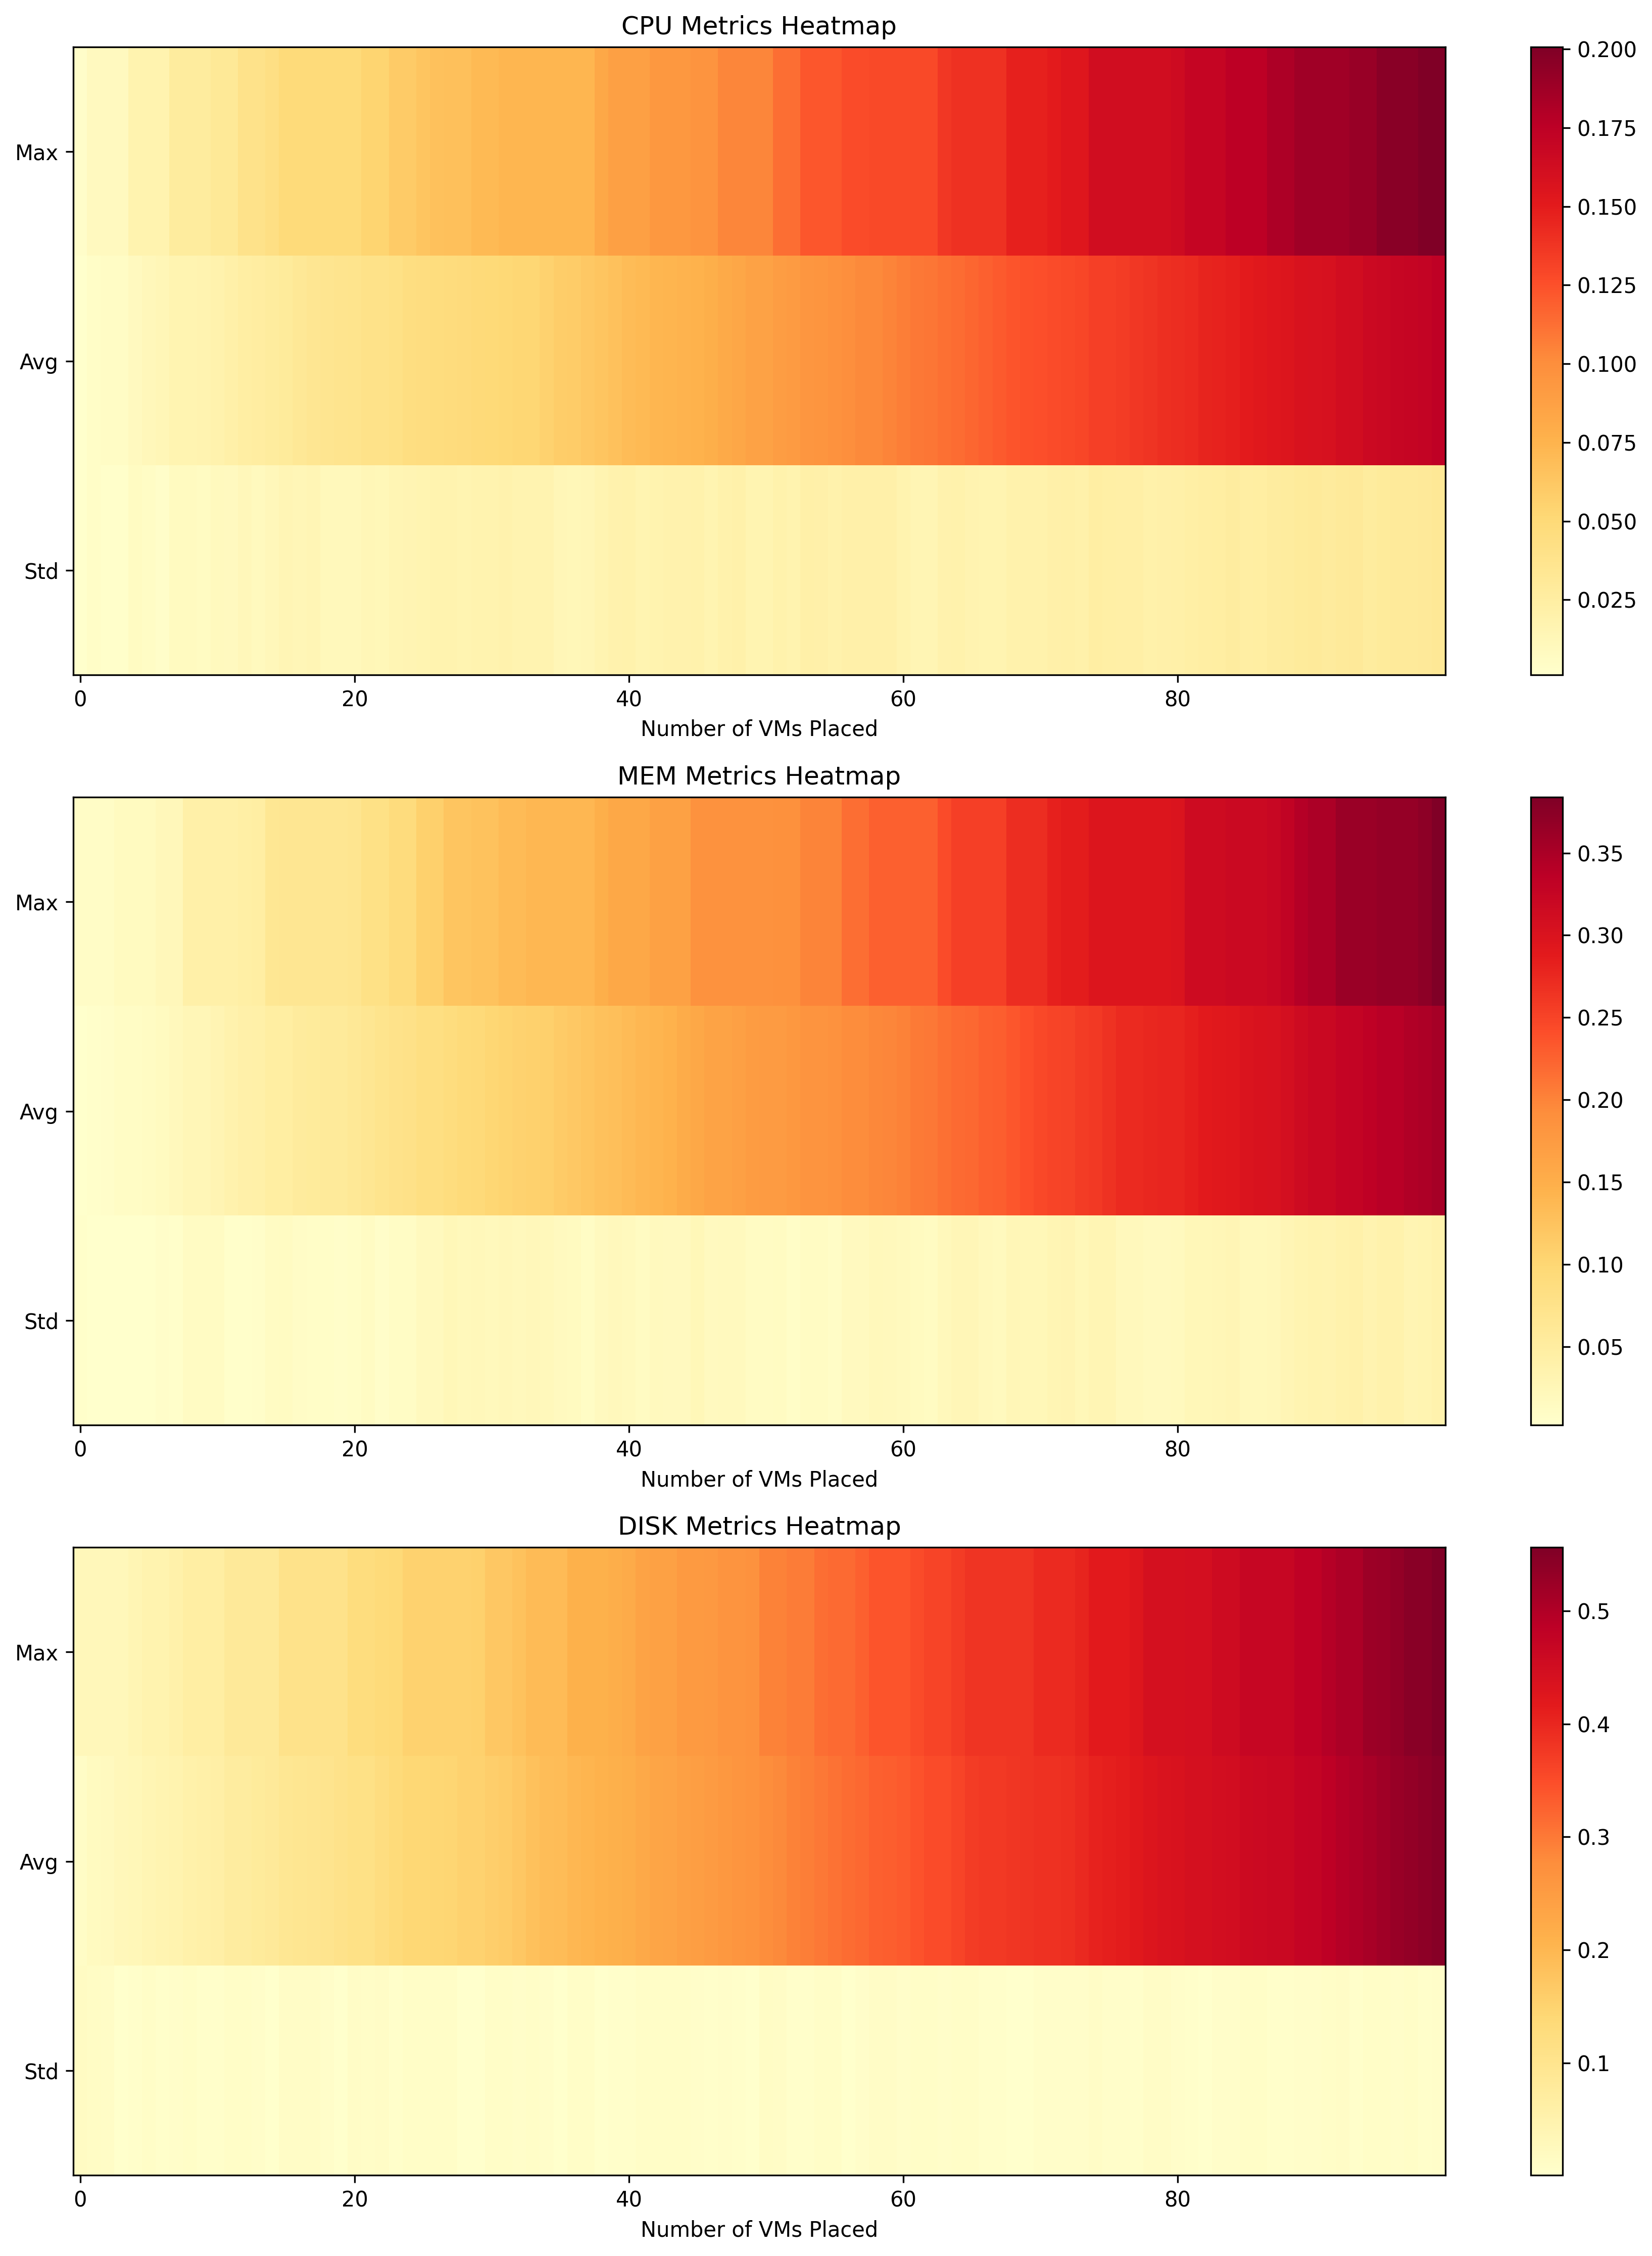 CPU Metrics Heatmap
Max
Avg
Std
0 20 40 60 80
Number of VMs Placed
0.200
0.175
0.150
0.125
0.100
0.075
0.050
0.025
MEM Metrics Heatmap
Max
Avg
Std
0 20 40 60 80
Number of VMs Placed
0.35
0.30
0.25
0.20
0.15
0.10
0.05
DISK Metrics Heatmap
Max
Avg
Std
0 20 40 60 80
Number of VMs Placed
0.5
0.4
0.3
0.2
0.1